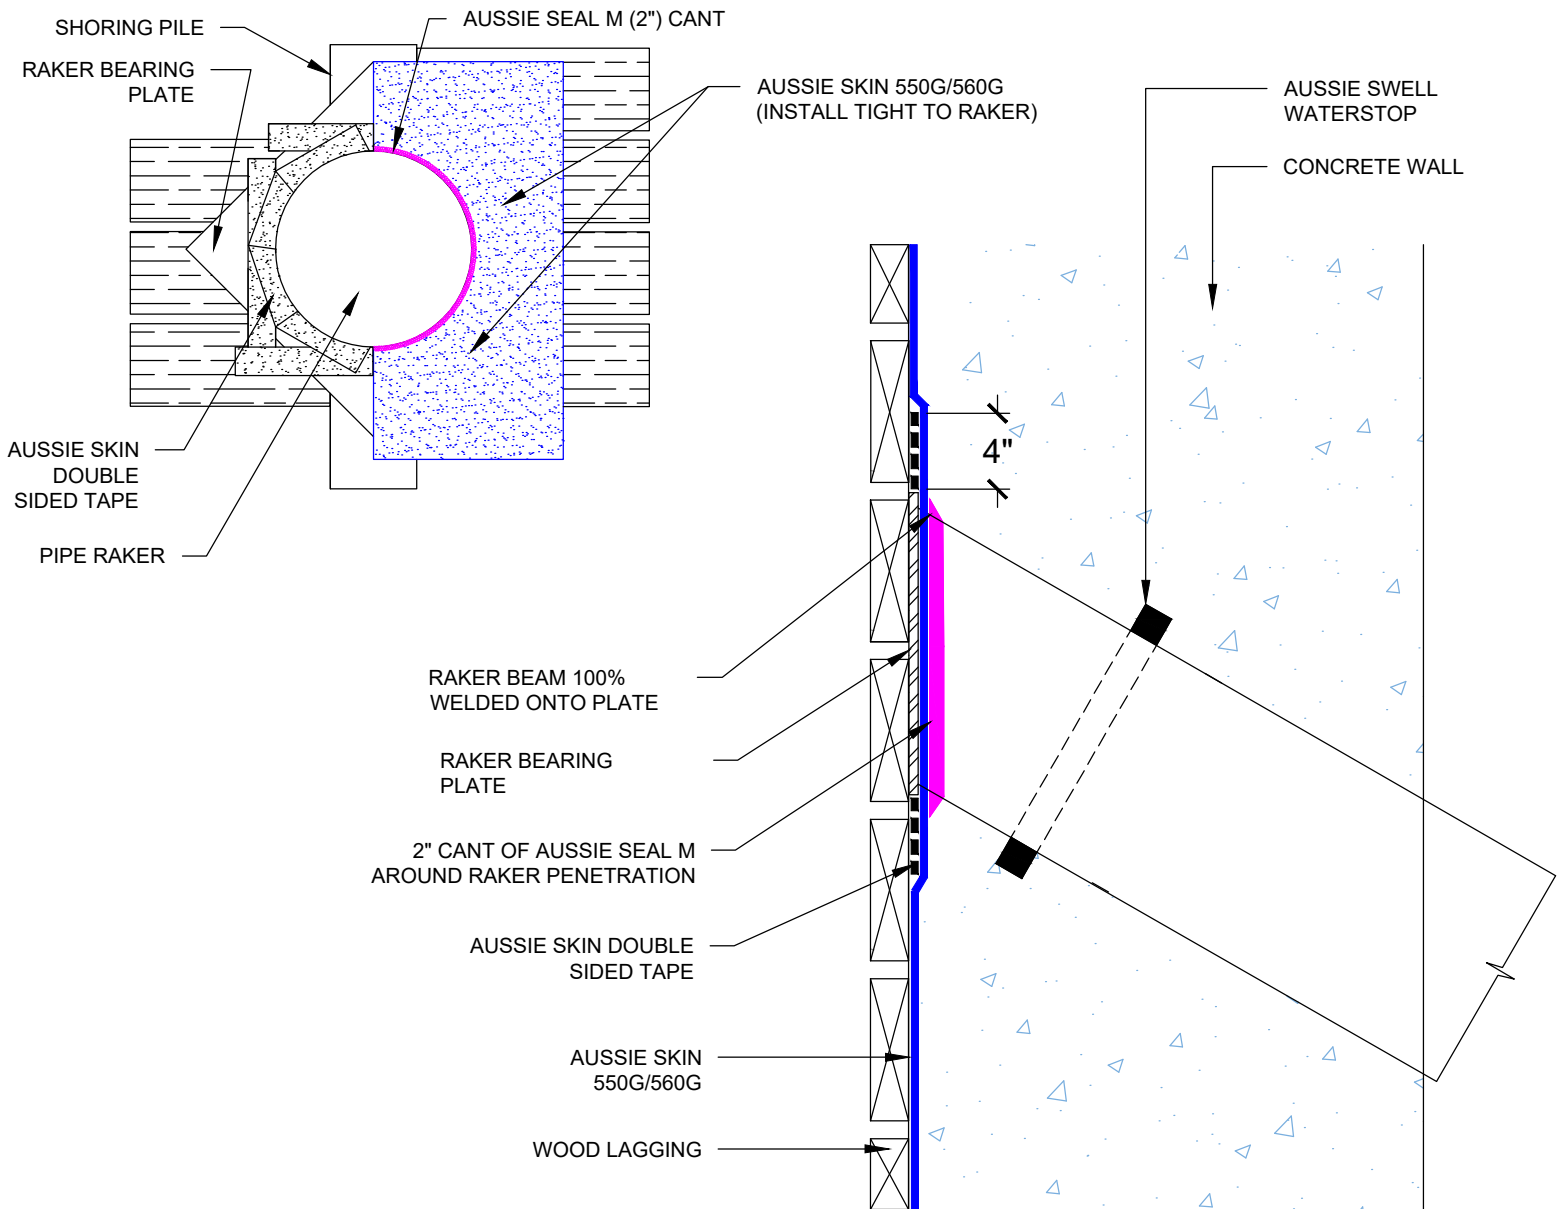 SHORING PILE
RAKER BEARING
PLATE
AUSSIE SEAL M (2") CANT
AUSSIE SKIN 550G/560G
(INSTALL TIGHT TO RAKER)
AUSSIE SWELL
WATERSTOP
CONCRETE WALL
AUSSIE SKIN
DOUBLE
SIDED TAPE
PIPE RAKER
4"
RAKER BEAM 100%
WELDED ONTO PLATE
RAKER BEARING
PLATE
2" CANT OF AUSSIE SEAL M
AROUND RAKER PENETRATION
AUSSIE SKIN DOUBLE
SIDED TAPE
AUSSIE SKIN
550G/560G
WOOD LAGGING